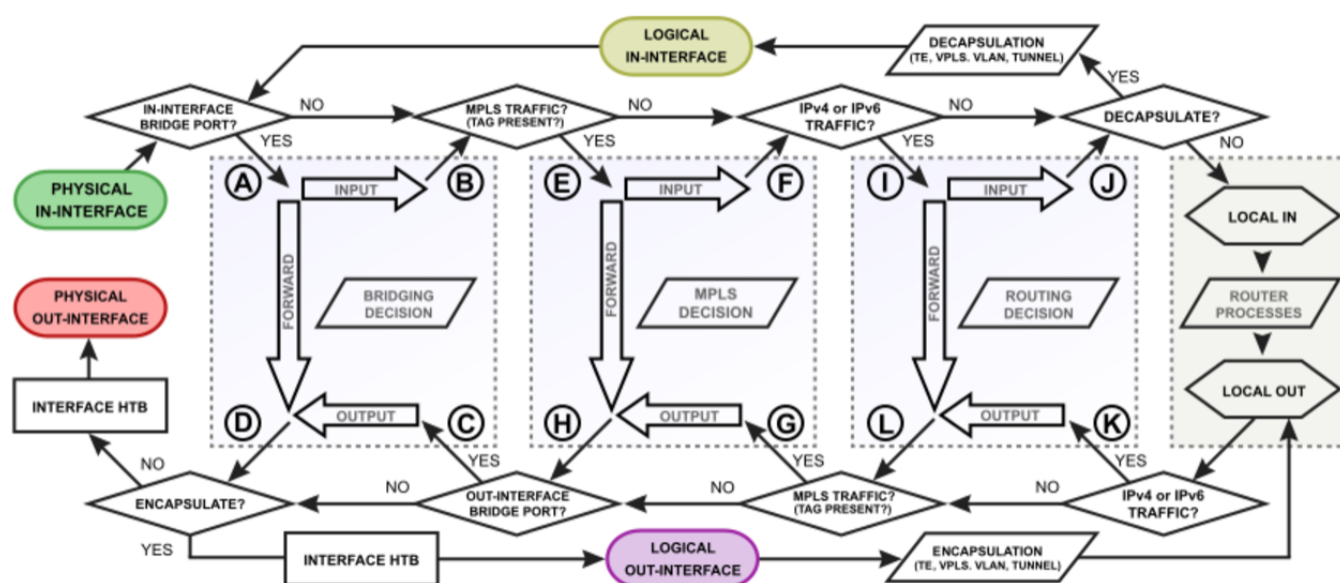 LOGICAL
IN-INTERFACE
DECAPSULATION
(TE, VPLS. VLAN, TUNNEL)
YES
IN-INTERFACE
BRIDGE PORT?
NO
MPLS TRAFFIC?
(TAG PRESENT?)
NO
IPv4 or IPv6
TRAFFIC?
NO
DECAPSULATE?
YES
YES
YES
NO
PHYSICAL
IN-INTERFACE
A
INPUT
B
E
INPUT
F
I
INPUT
J
LOCAL IN
FORWARD
BRIDGING
DECISION
FORWARD
MPLS
DECISION
FORWARD
ROUTING
DECISION
ROUTER
PROCESSES
PHYSICAL
OUT-INTERFACE
INTERFACE HTB
D
OUTPUT
C
H
OUTPUT
G
L
OUTPUT
K
LOCAL OUT
NO
YES
YES
YES
ENCAPSULATE?
NO
OUT-INTERFACE
BRIDGE PORT?
NO
MPLS TRAFFIC?
(TAG PRESENT?)
NO
IPv4 or IPv6
TRAFFIC?
YES
INTERFACE HTB
LOGICAL
OUT-INTERFACE
ENCAPSULATION
(TE, VPLS. VLAN, TUNNEL)